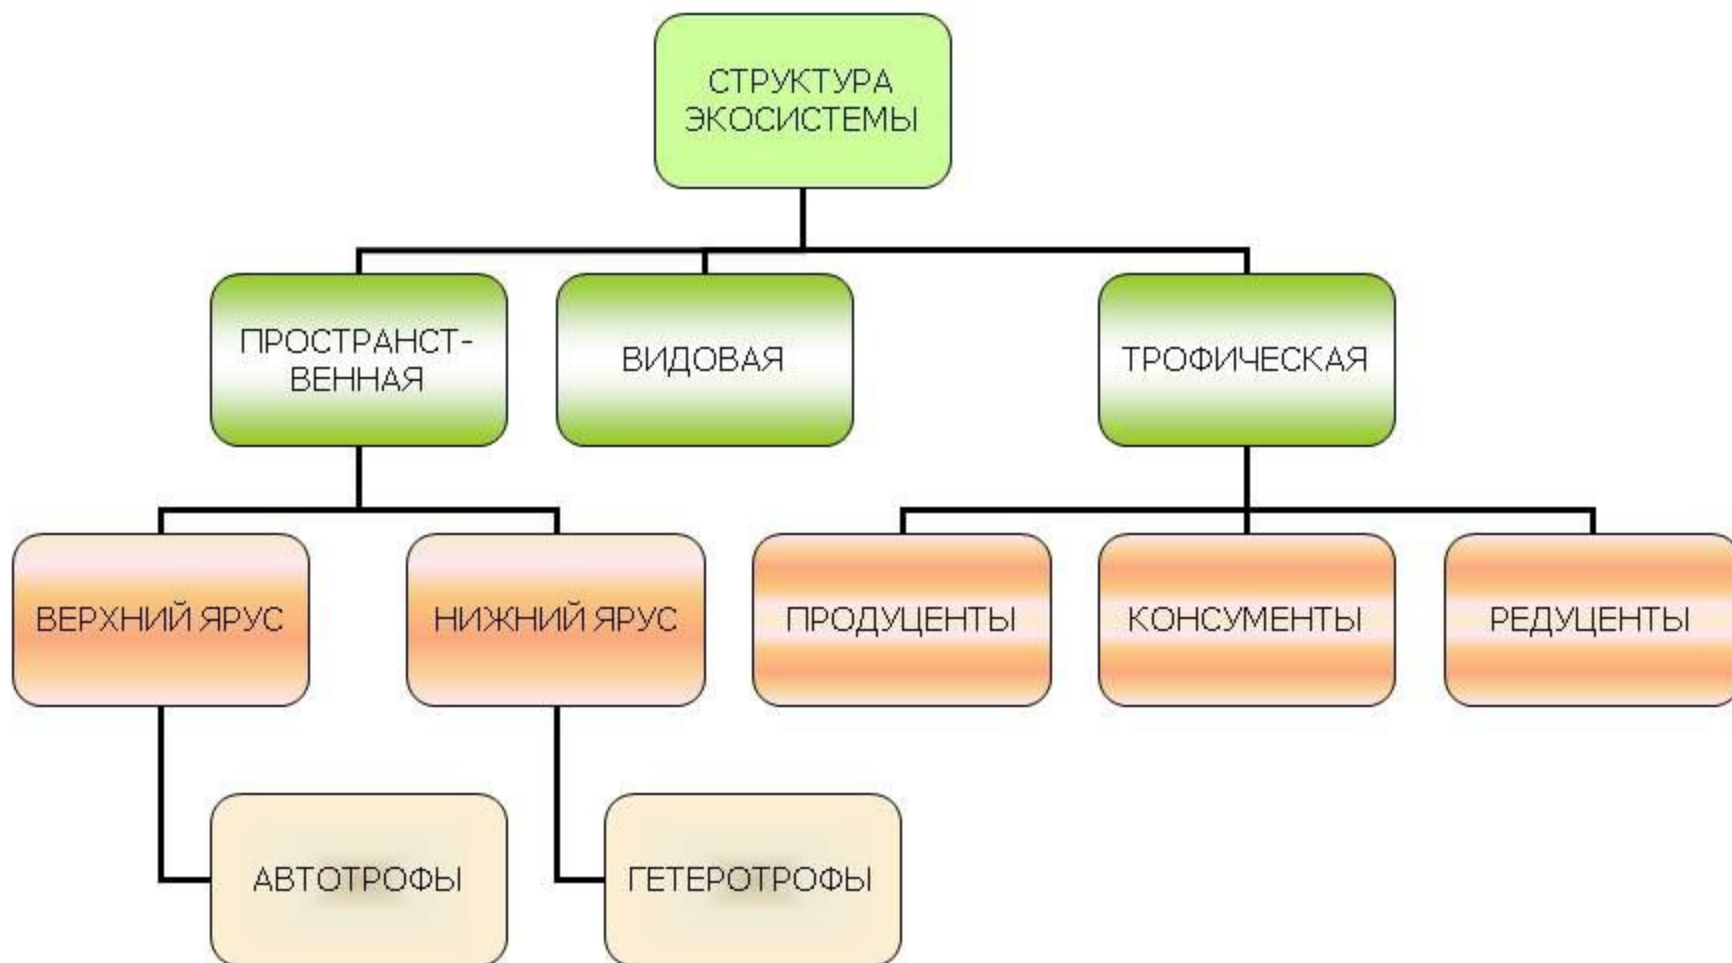 СТРУКТУРА
ЭКОСИСТЕМЫ
ПРОСТРАНСТ-
ВЕННАЯ
ВИДОВАЯ
ТРОФИЧЕСКАЯ
ВЕРХНИЙ ЯРУС
НИЖНИЙ ЯРУС
ПРОДУЦЕНТЫ
КОНСУМЕНТЫ
РЕДУЦЕНТЫ
АВТОТРОФЫ
ГЕТЕРОТРОФЫ